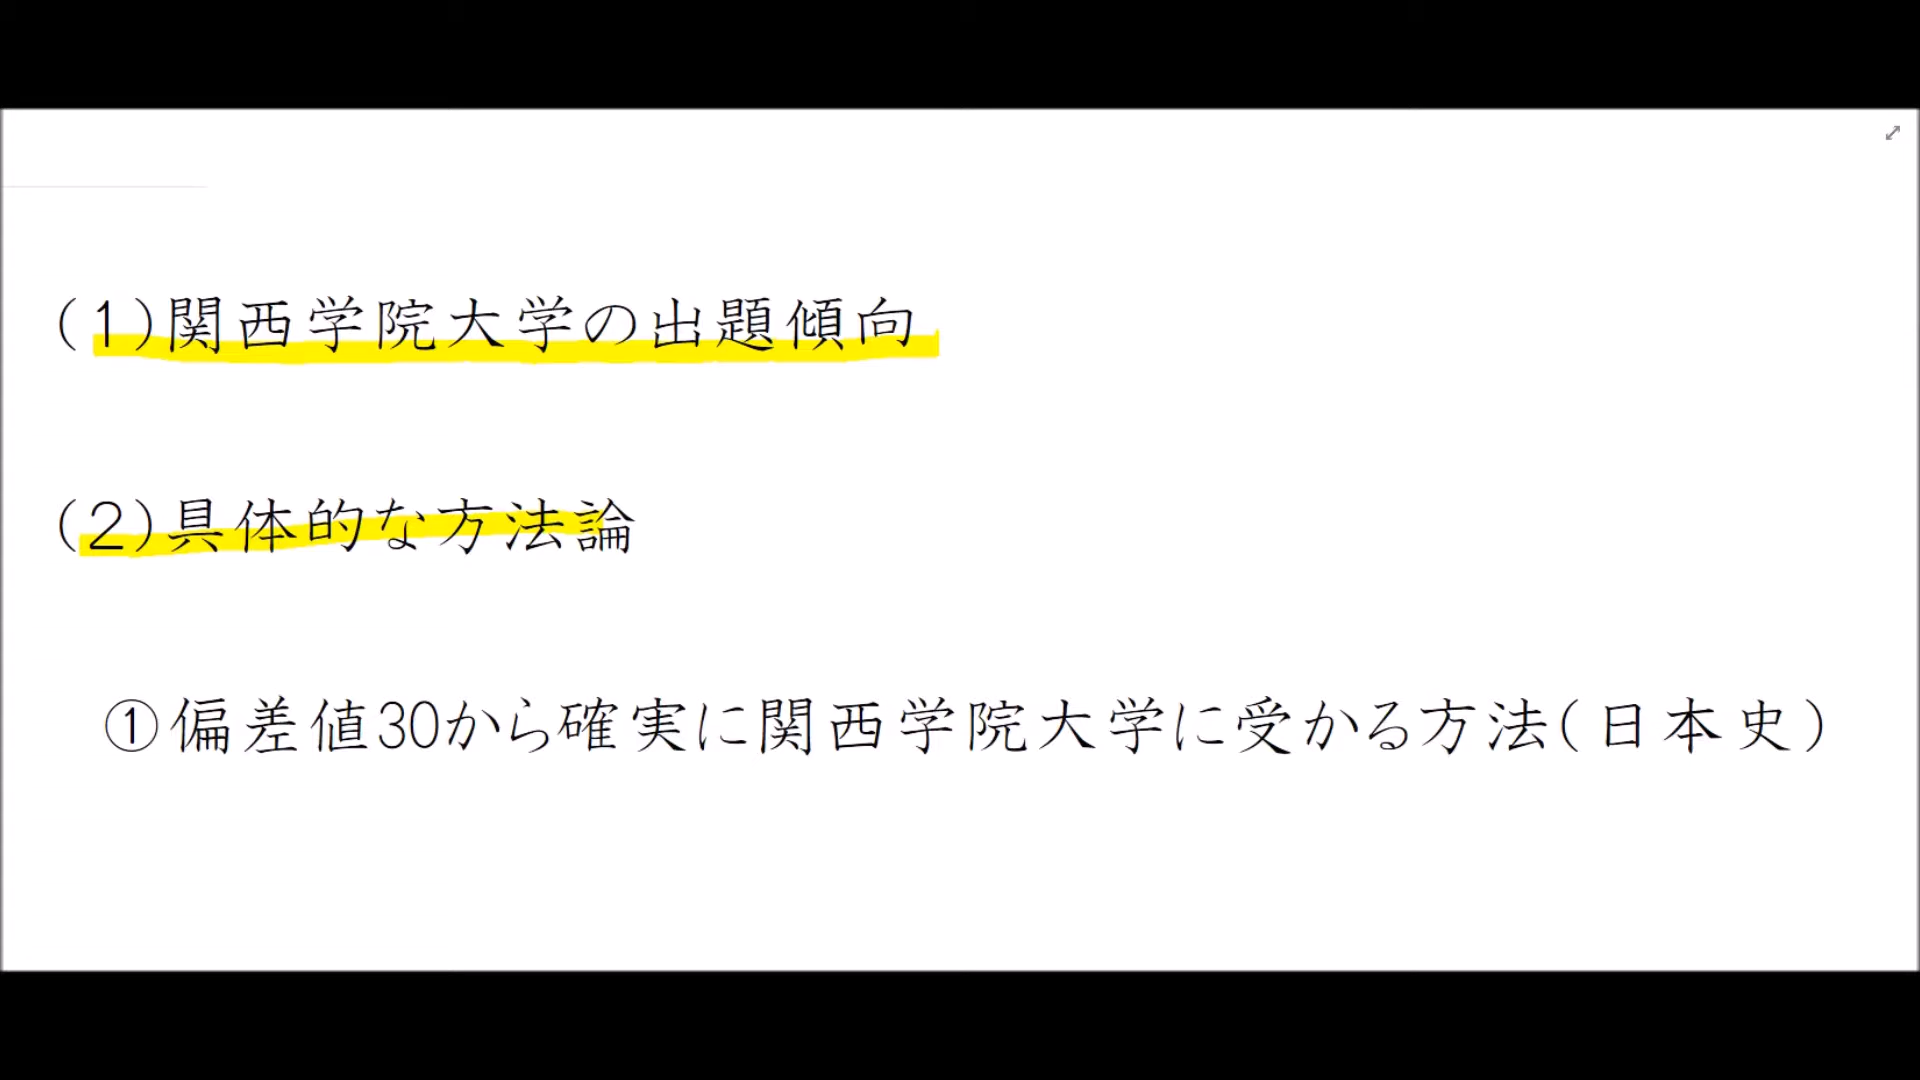 (1)関西学院大学の出題傾向
(2)具体的な方法論
①偏差値30から確実に関西学院大学に受かる方法(日本史)